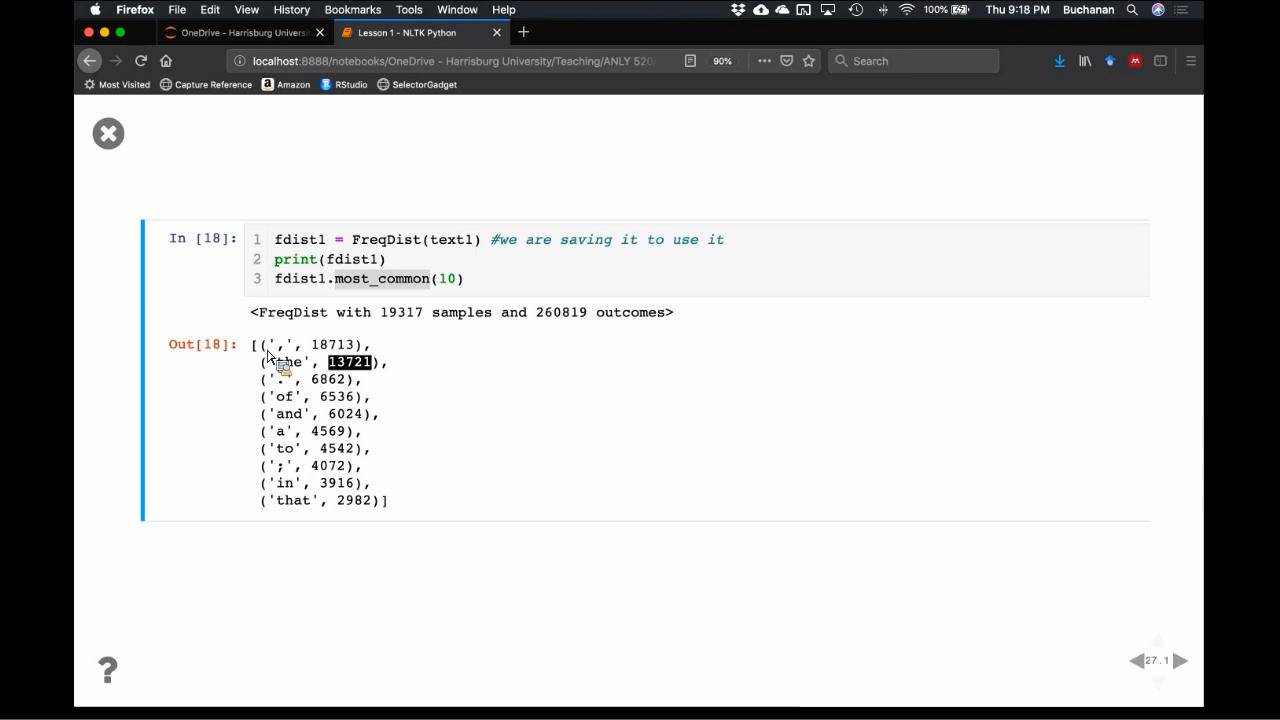 Firefox File Edit View History Bookmarks Tools Window Help 100% Thu 9:18 PM Buchanan
OneDrive - Harrisburg Universi × Lesson 1 - NLTK Python × +
localhost:8888/notebooks/OneDrive - Harrisburg University/Teaching/ANLY 520 90% ••• Search
Most Visited Capture Reference a Amazon RStudio SelectorGadget
In [18]: 1 fdist1 = FreqDist(text1) #we are saving it to use it
2 print(fdist1)
3 fdist1.most_common(10)
<FreqDist with 19317 samples and 260819 outcomes>
Out[18]: [(',', 18713),
('the', 13721),
('.', 6862),
('of', 6536),
('and', 6024),
('a', 4569),
('to', 4542),
(';', 4072),
('in', 3916),
('that', 2982)]
?
27.1